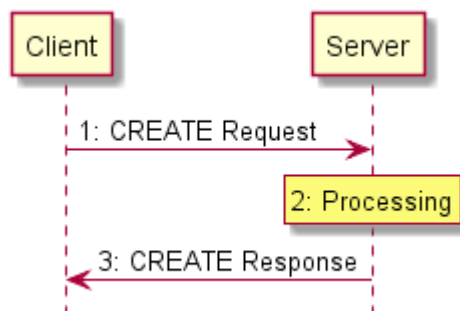 Client
Server
1: CREATE Request
2: Processing
3: CREATE Response